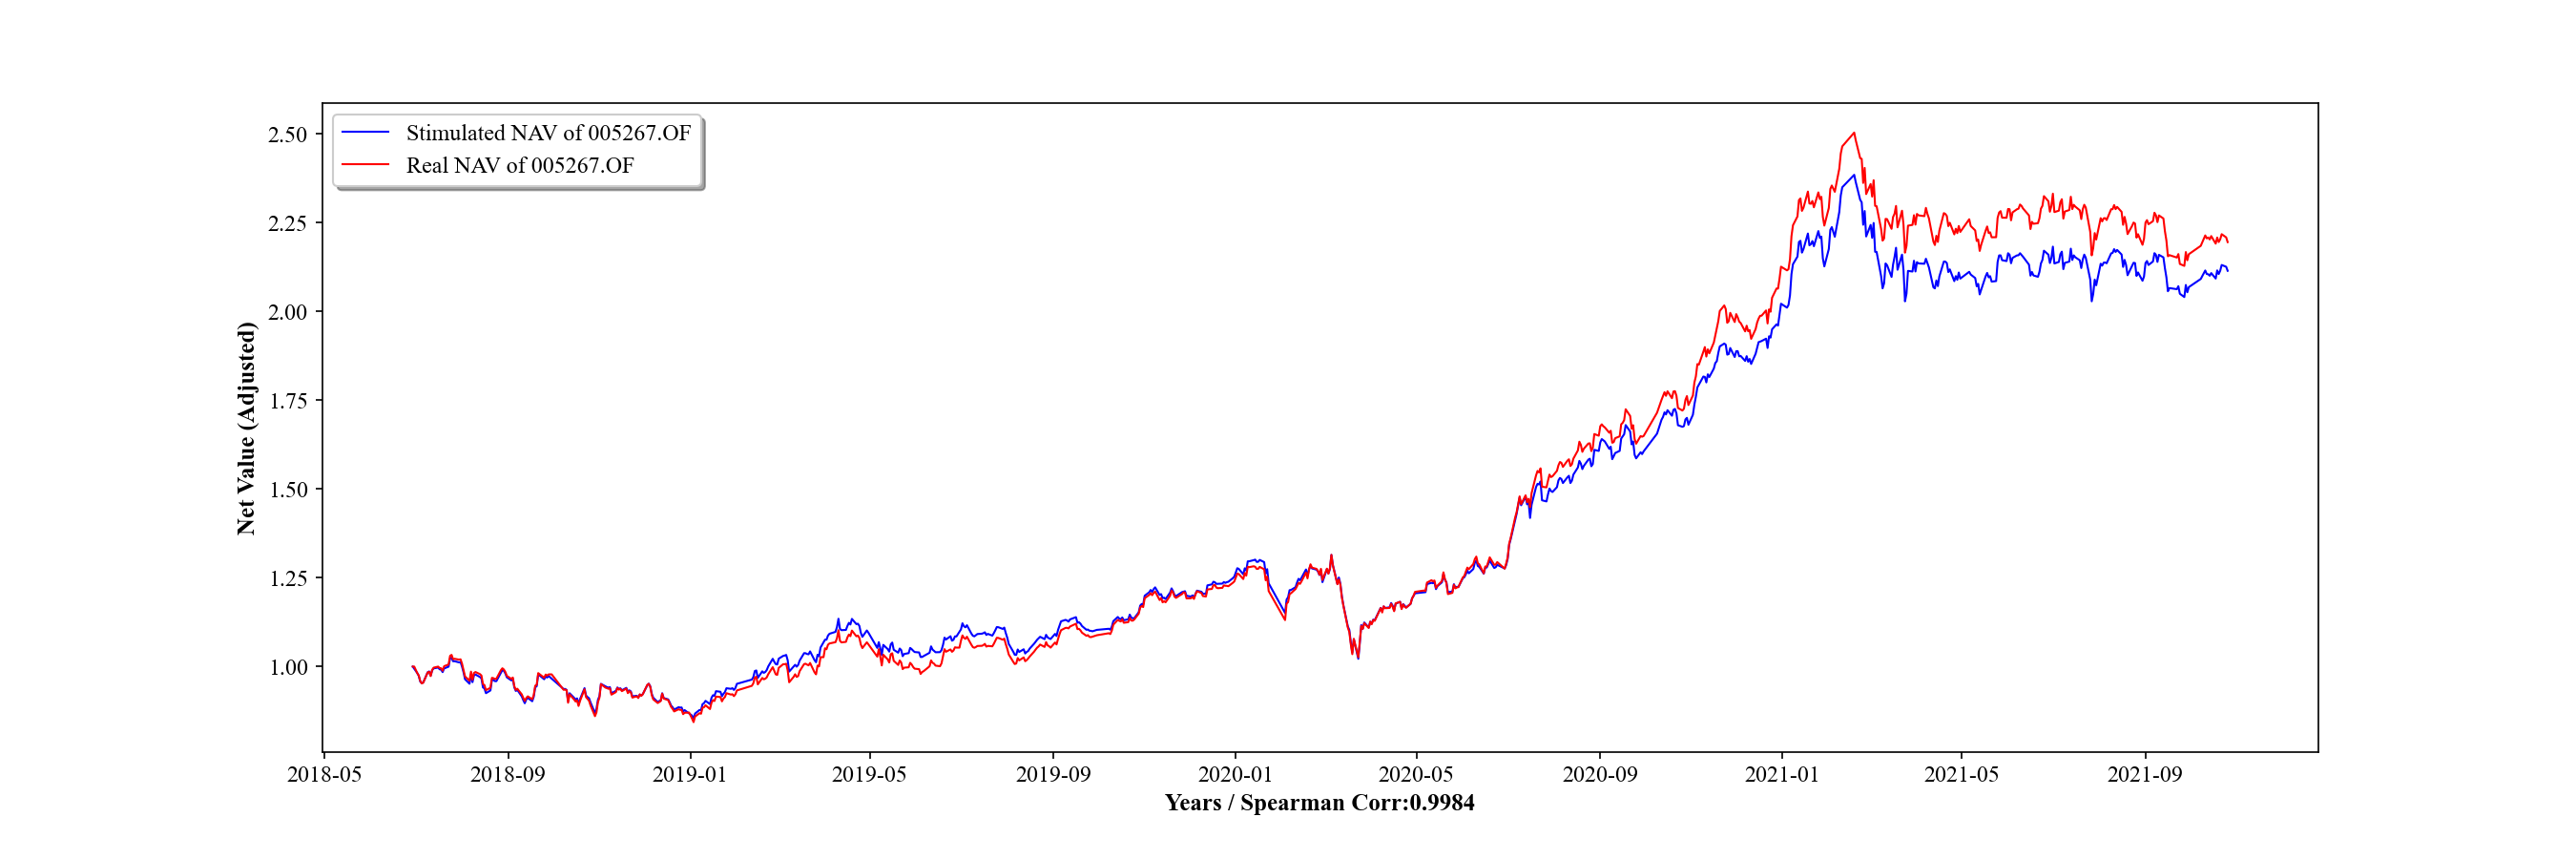 Stimulated NAV of 005267.OF
Real NAV of 005267.OF
2.50
2.25
2.00
1.75
1.50
1.25
1.00
Net Value (Adjusted)
2018-05 2018-09 2019-01 2019-05 2019-09 2020-01 2020-05 2020-09 2021-01 2021-05 2021-09
Years / Spearman Corr:0.9984